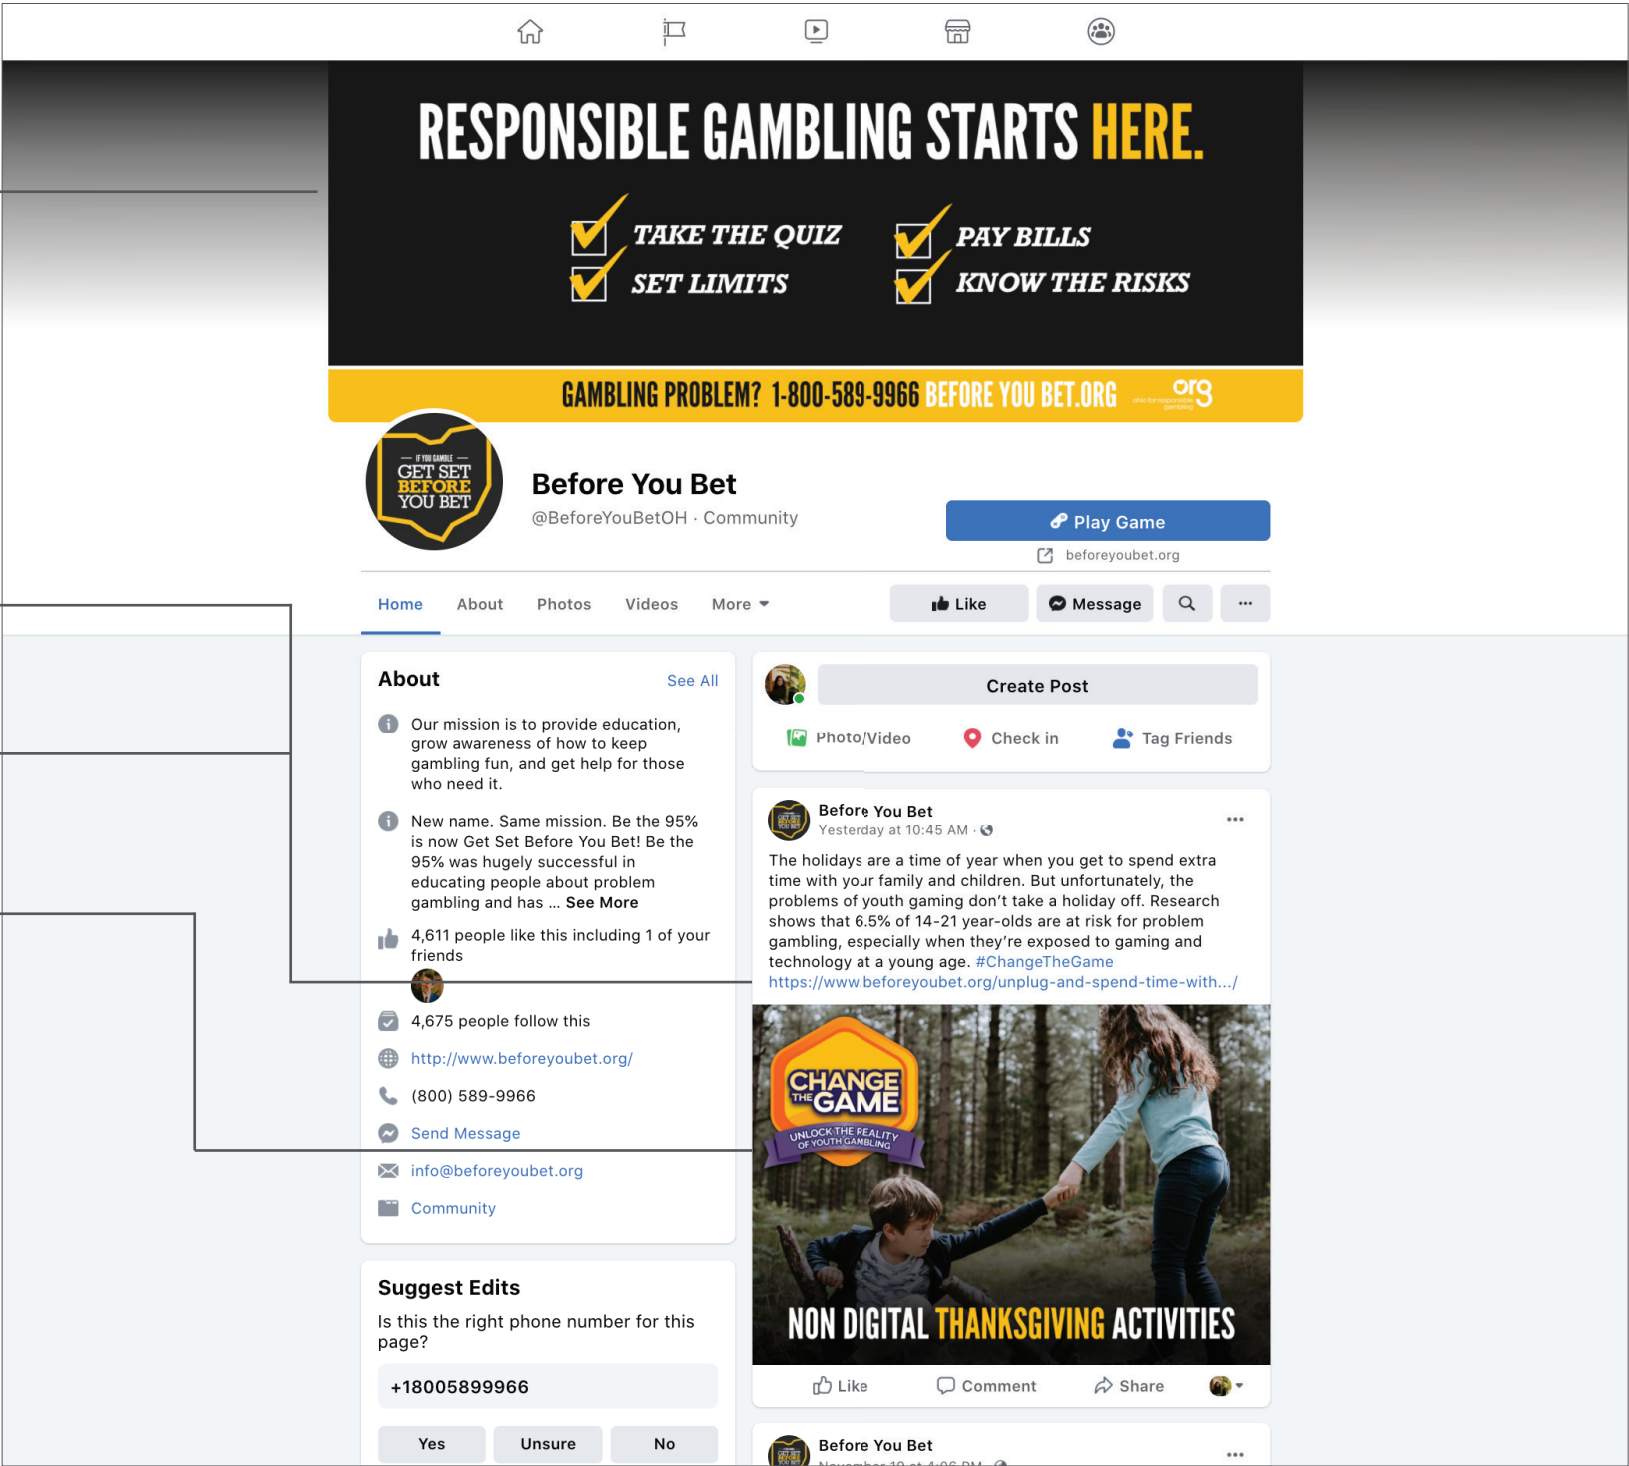 RESPONSIBLE GAMBLING STARTS HERE.
TAKE THE QUIZ
PAY BILLS
SET LIMITS
KNOW THE RISKS
GAMBLING PROBLEM? 1-800-589-9966 BEFORE YOU BET.ORG
org
ohio for responsible
gambling
IF YOU GAMBLE
GET SET
BEFORE
YOU BET
Before You Bet
@BeforeYouBetOH · Community
Play Game
beforeyoubet.org
Home About Photos Videos More
Like Message ...
About See All
Our mission is to provide education,
grow awareness of how to keep
gambling fun, and get help for those
who need it.
New name. Same mission. Be the 95%
is now Get Set Before You Bet! Be the
95% was hugely successful in
educating people about problem
gambling and has ... See More
4,611 people like this including 1 of your
friends
4,675 people follow this
http://www.beforeyoubet.org/
(800) 589-9966
Send Message
info@beforeyoubet.org
Community
Suggest Edits
Is this the right phone number for this
page?
+18005899966
Yes Unsure No
Create Post
Photo/Video Check in Tag Friends
Before You Bet
Yesterday at 10:45 AM ·
The holidays are a time of year when you get to spend extra
time with your family and children. But unfortunately, the
problems of youth gaming don't take a holiday off. Research
shows that 6.5% of 14-21 year-olds are at risk for problem
gambling, especially when they're exposed to gaming and
technology at a young age. #ChangeTheGame
https://www.beforeyoubet.org/unplug-and-spend-time-with.../
CHANGE
THE GAME
UNLOCK THE REALITY
OF YOUTH GAMBLING
NON DIGITAL THANKSGIVING ACTIVITIES
Like Comment Share
Before You Bet
November 19 at 4:06 PM ·